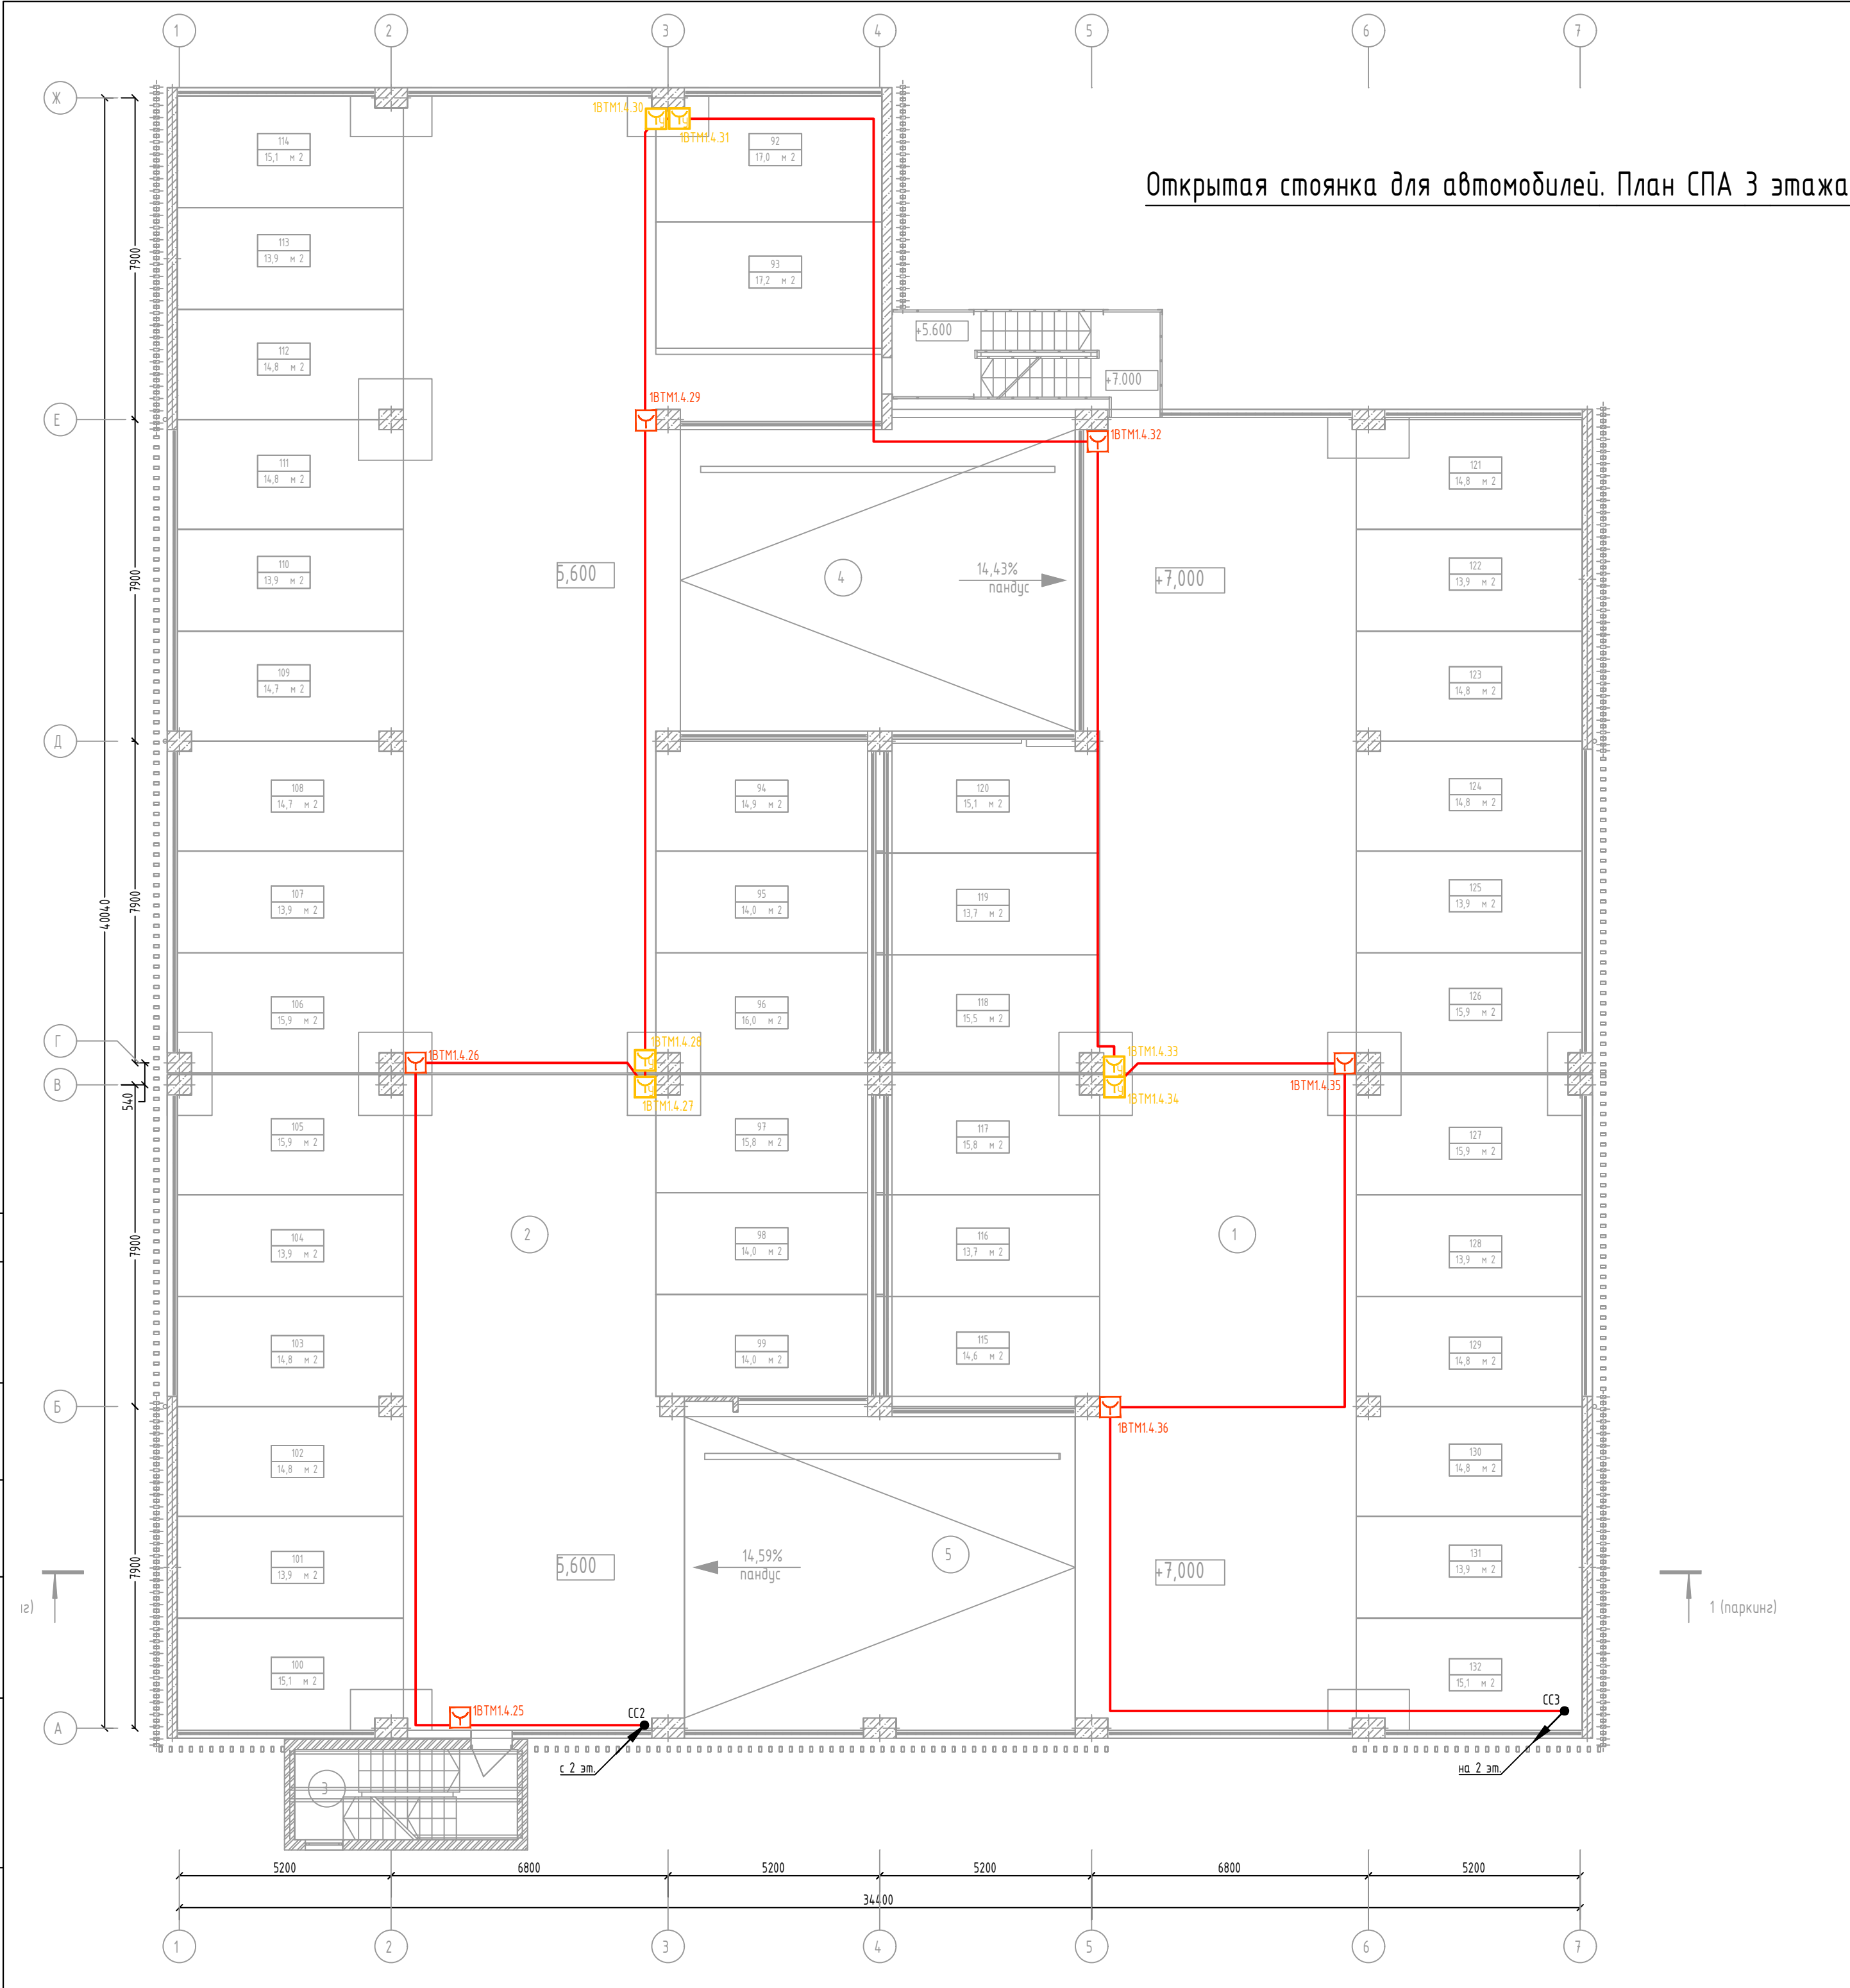 1
2
3
4
5
6
7
Ж
Е
Д
Г
В
Б
А
Открытая стоянка для автомобилей. План СПА 3 этажа
1ВТМ1.4.30
1ВТМ1.4.31
114
15,1 м 2
92
17,0 м 2
113
13,9 м 2
93
17,2 м 2
7900
+5.600
112
14,8 м 2
+7.000
1ВТМ1.4.29
1ВТМ1.4.32
111
14,8 м 2
121
14,8 м 2
110
13,9 м 2
5,600
4
14,43%
пандус
+7,000
122
13,9 м 2
7900
109
14,7 м 2
123
14,8 м 2
108
14,7 м 2
94
14,9 м 2
120
15,1 м 2
124
14,8 м 2
107
13,9 м 2
95
14,0 м 2
119
13,7 м 2
125
13,9 м 2
7900
40040
106
15,9 м 2
96
16,0 м 2
118
15,5 м 2
126
15,9 м 2
1ВТМ1.4.26
1ВТМ1.4.28
1ВТМ1.4.33
1ВТМ1.4.35
1ВТМ1.4.27
1ВТМ1.4.34
540
105
15,9 м 2
97
15,8 м 2
117
15,8 м 2
127
15,9 м 2
104
13,9 м 2
2
98
14,0 м 2
116
13,7 м 2
1
128
13,9 м 2
7900
103
14,8 м 2
99
14,0 м 2
115
14,6 м 2
129
14,8 м 2
1ВТМ1.4.36
102
14,8 м 2
130
14,8 м 2
101
13,9 м 2
5,600
14,59%
пандус
5
+7,000
131
13,9 м 2
7900
г)
1 (паркинг)
100
15,1 м 2
132
15,1 м 2
1ВТМ1.4.25
СС2
СС3
с 2 эт.
на 2 эт.
3
5200
6800
5200
5200
6800
5200
34400
1
2
3
4
5
6
7